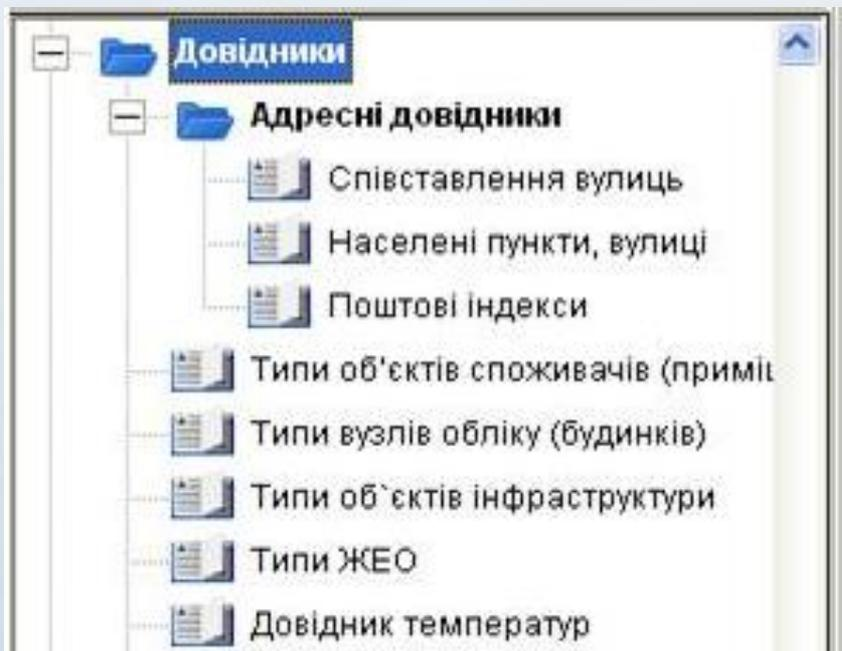 Довідники
Адресні довідники
Співставлення вулиць
Населені пункти, вулиці
Поштові індекси
Типи об'єктів споживачів
Типи вузлів обліку (будинків)
Типи об`єктів інфраструктури
Типи ЖЕО
Довідник температур